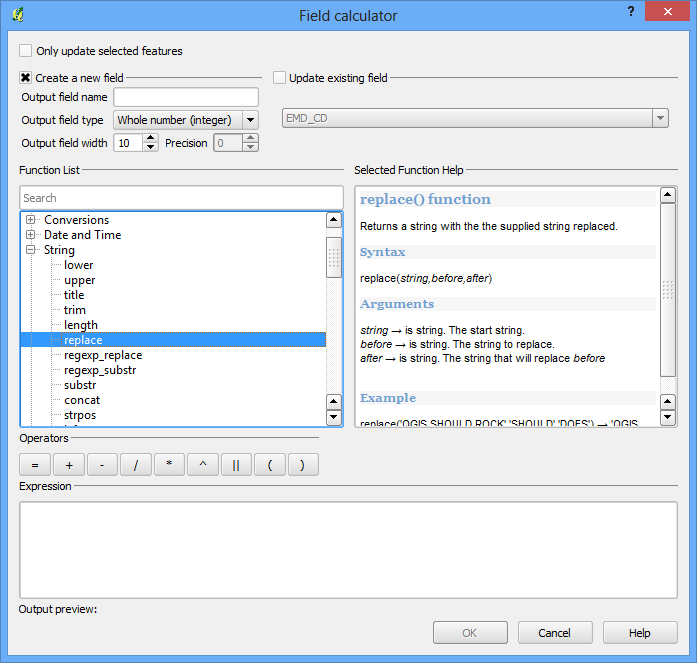 Field calculator
?
Only update selected features
Create a new field
Update existing field
Output field name
Output field type Whole number (integer)
EMD_CD
Output field width 10 Precision 0
Function List
Selected Function Help
Search
Conversions
Date and Time
String
lower
upper
title
trim
length
replace
regexp_replace
regexp_substr
substr
concat
strpos
replace() function
Returns a string with the the supplied string replaced.
Syntax
replace(string,before,after)
Arguments
string → is string. The start string.
before → is string. The string to replace.
after → is string. The string that will replace before
Example
replace('QGIS SHOULD ROCK','SHOULD','DOES') → 'QGIS
Operators
= + - / * ^ || ( )
Expression
Output preview:
OK Cancel Help